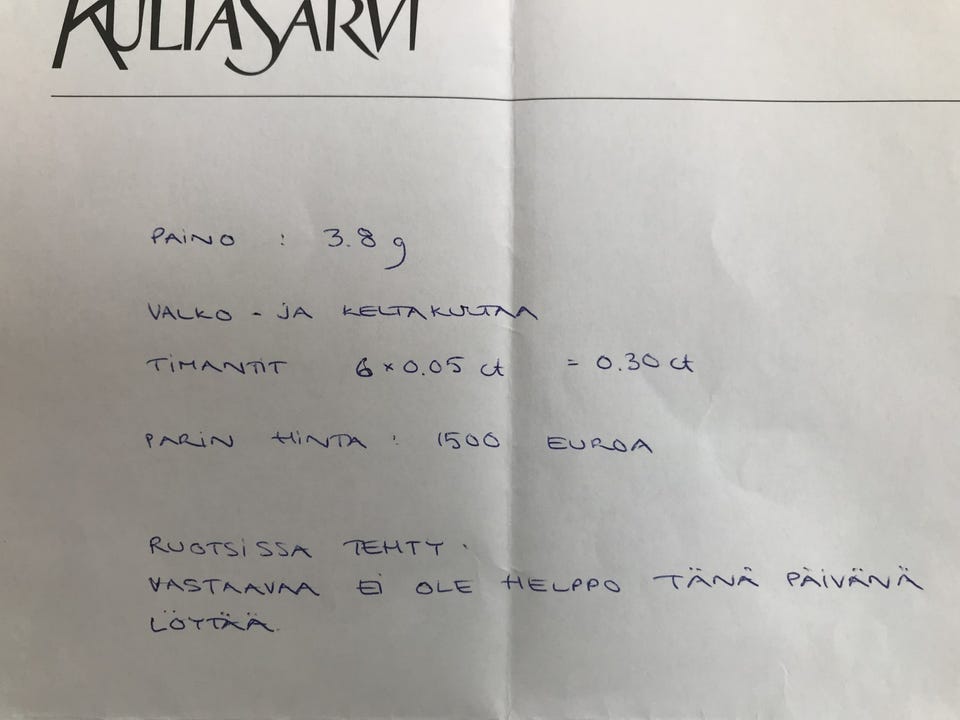 KULTASARVI
PAINO : 3.8 g
VALKO - JA KELTAKULTAA
TIMANTIT 6 x 0.05 ct = 0.30 ct
PARIN HINTA : 1500 EUROA
RUOTSISSA TEHTY.
VASTAAVAA EI OLE HELPPO TÄNÄ PÄIVÄNÄ
LÖYTÄÄ.